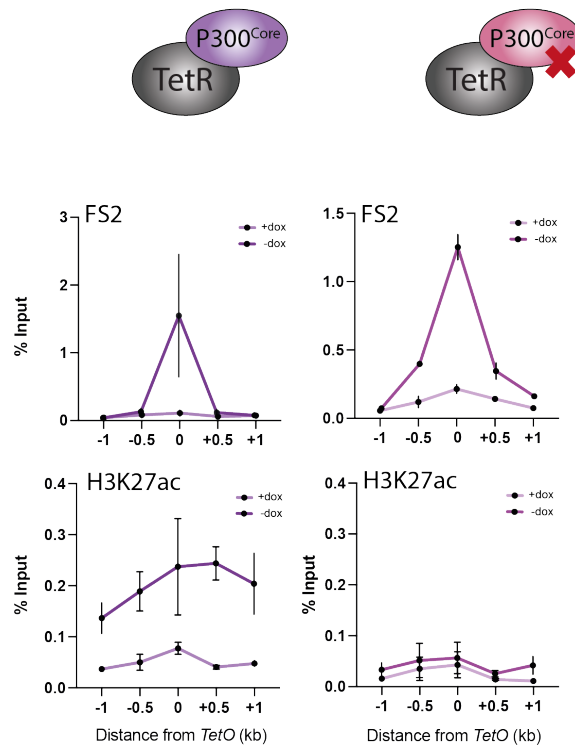 P300Core
TetR
P300Core
TetR
FS2
+dox
-dox
% Input
3
2
1
0
-1 -0.5 0 +0.5 +1
FS2
+dox
-dox
1.5
1.0
0.5
0.0
-1 -0.5 0 +0.5 +1
H3K27ac
+dox
-dox
% Input
0.4
0.3
0.2
0.1
0.0
-1 -0.5 0 +0.5 +1
Distance from TetO (kb)
H3K27ac
+dox
-dox
% Input
0.4
0.3
0.2
0.1
0.0
-1 -0.5 0 +0.5 +1
Distance from TetO (kb)